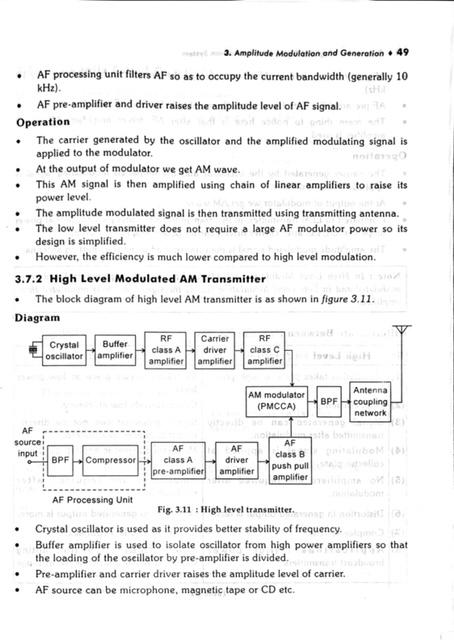 3. Amplitude Modulation and Generation ♦ 49
• AF processing unit filters AF so as to occupy the current bandwidth (generally 10
kHz).
• AF pre-amplifier and driver raises the amplitude level of AF signal.
Operation
• The carrier generated by the oscillator and the amplified modulating signal is
applied to the modulator.
• At the output of modulator we get AM wave.
• This AM signal is then amplified using chain of linear amplifiers to raise its
power level.
• The amplitude modulated signal is then transmitted using transmitting antenna.
• The low level transmitter does not require a large AF modulator power so its
design is simplified.
• However, the efficiency is much lower compared to high level modulation.
3.7.2 High Level Modulated AM Transmitter
• The block diagram of high level AM transmitter is as shown in figure 3.11.
Diagram
Crystal
oscillator
Buffer
amplifier
RF
class A
amplifier
Carrier
driver
amplifier
RF
class C
amplifier
AM modulator
(PMCCA)
BPF
Antenna
coupling
network
AF
source
input
BPF
Compressor
AF
class A
pre-amplifier
AF
driver
amplifier
AF
class B
push pull
amplifier
AF Processing Unit
Fig. 3.11 : High level transmitter.
• Crystal oscillator is used as it provides better stability of frequency.
• Buffer amplifier is used to isolate oscillator from high power amplifiers so that
the loading of the oscillator by pre-amplifier is divided.
• Pre-amplifier and carrier driver raises the amplitude level of carrier.
• AF source can be microphone, magnetic tape or CD etc.